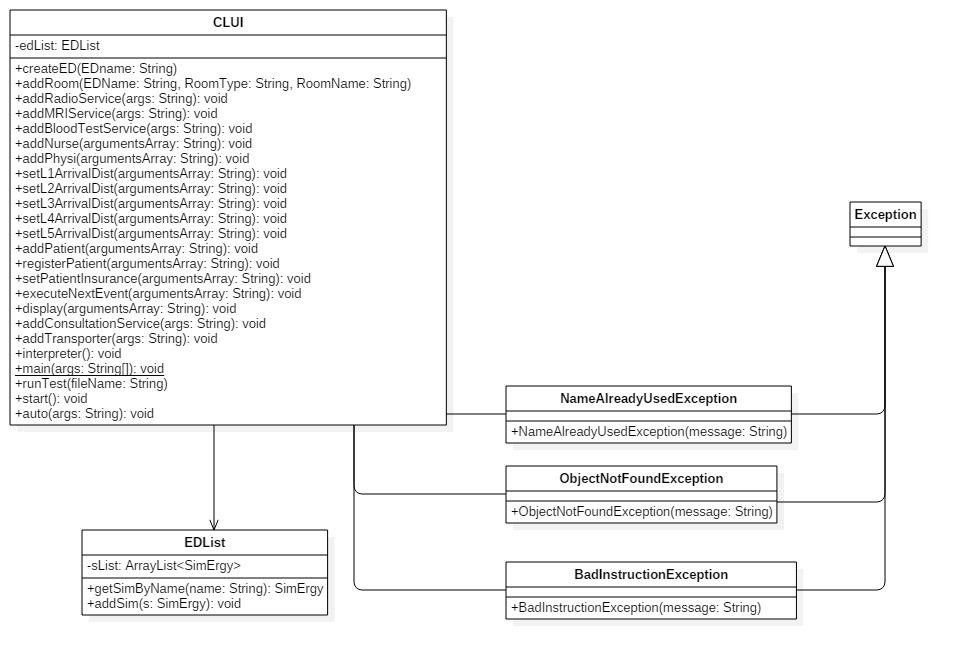 CLUI
-edList: EDList
+createED(EDname: String)
+addRoom(EDName: String, RoomType: String, RoomName: String)
+addRadioService(args: String): void
+addMRIService(args: String): void
+addBloodTestService(args: String): void
+addNurse(argumentsArray: String): void
+addPhysi(argumentsArray: String): void
+setL1ArrivalDist(argumentsArray: String): void
+setL2ArrivalDist(argumentsArray: String): void
+setL3ArrivalDist(argumentsArray: String): void
+setL4ArrivalDist(argumentsArray: String): void
+setL5ArrivalDist(argumentsArray: String): void
+addPatient(argumentsArray: String): void
+registerPatient(argumentsArray: String): void
+setPatientInsurance(argumentsArray: String): void
+executeNextEvent(argumentsArray: String): void
+display(argumentsArray: String): void
+addConsultationService(args: String): void
+addTransporter(args: String): void
+interpreter(): void
+main(args: String[]): void
+runTest(fileName: String)
+start(): void
+auto(args: String): void
Exception
NameAlreadyUsedException
+NameAlreadyUsedException(message: String)
ObjectNotFoundException
+ObjectNotFoundException(message: String)
BadInstructionException
+BadInstructionException(message: String)
EDList
-sList: ArrayList<SimErgy>
+getSimByName(name: String): SimErgy
+addSim(s: SimErgy): void